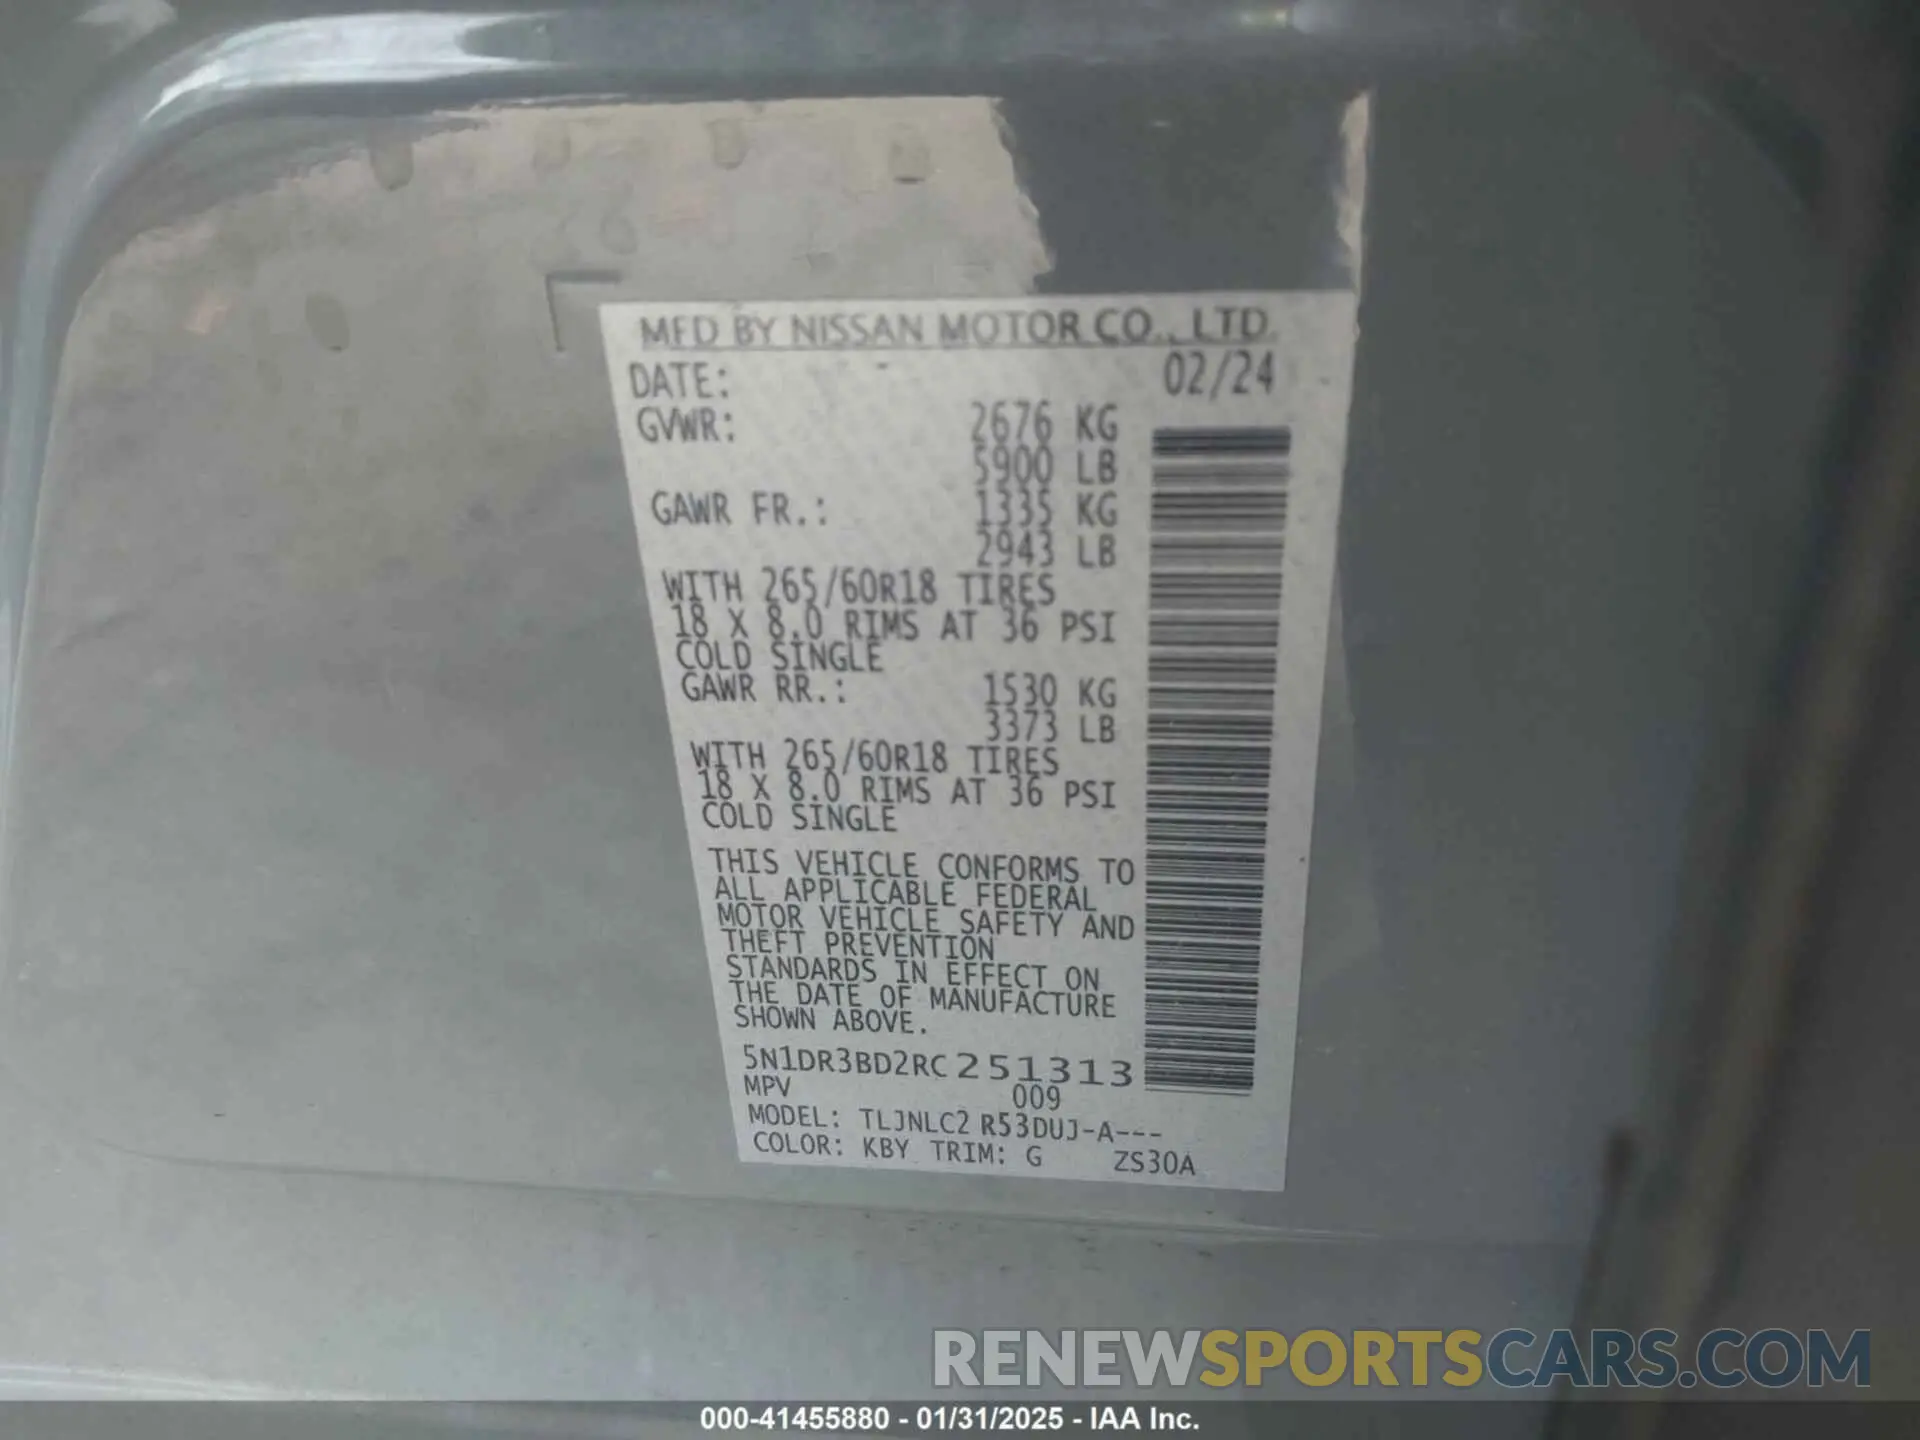 MFD BY NISSAN MOTOR CO., LTD.
DATE: 02/24
GVWR: 2676 KG
5900 LB
GAWR FR.: 1335 KG
2943 LB
WITH 265/60R18 TIRES
18 X 8.0 RIMS AT 36 PSI
COLD SINGLE
GAWR RR.: 1530 KG
3373 LB
WITH 265/60R18 TIRES
18 X 8.0 RIMS AT 36 PSI
COLD SINGLE
THIS VEHICLE CONFORMS TO
ALL APPLICABLE FEDERAL
MOTOR VEHICLE SAFETY AND
THEFT PREVENTION
STANDARDS IN EFFECT ON
THE DATE OF MANUFACTURE
SHOWN ABOVE.
5N1DR3BD2RC251313
MPV 009
MODEL: TLJNLC2 R53DUJ-A---
COLOR: KBY TRIM: G ZS30A
RENEWSPORTSCARS.COM
000-41455880 - 01/31/2025 - IAA Inc.